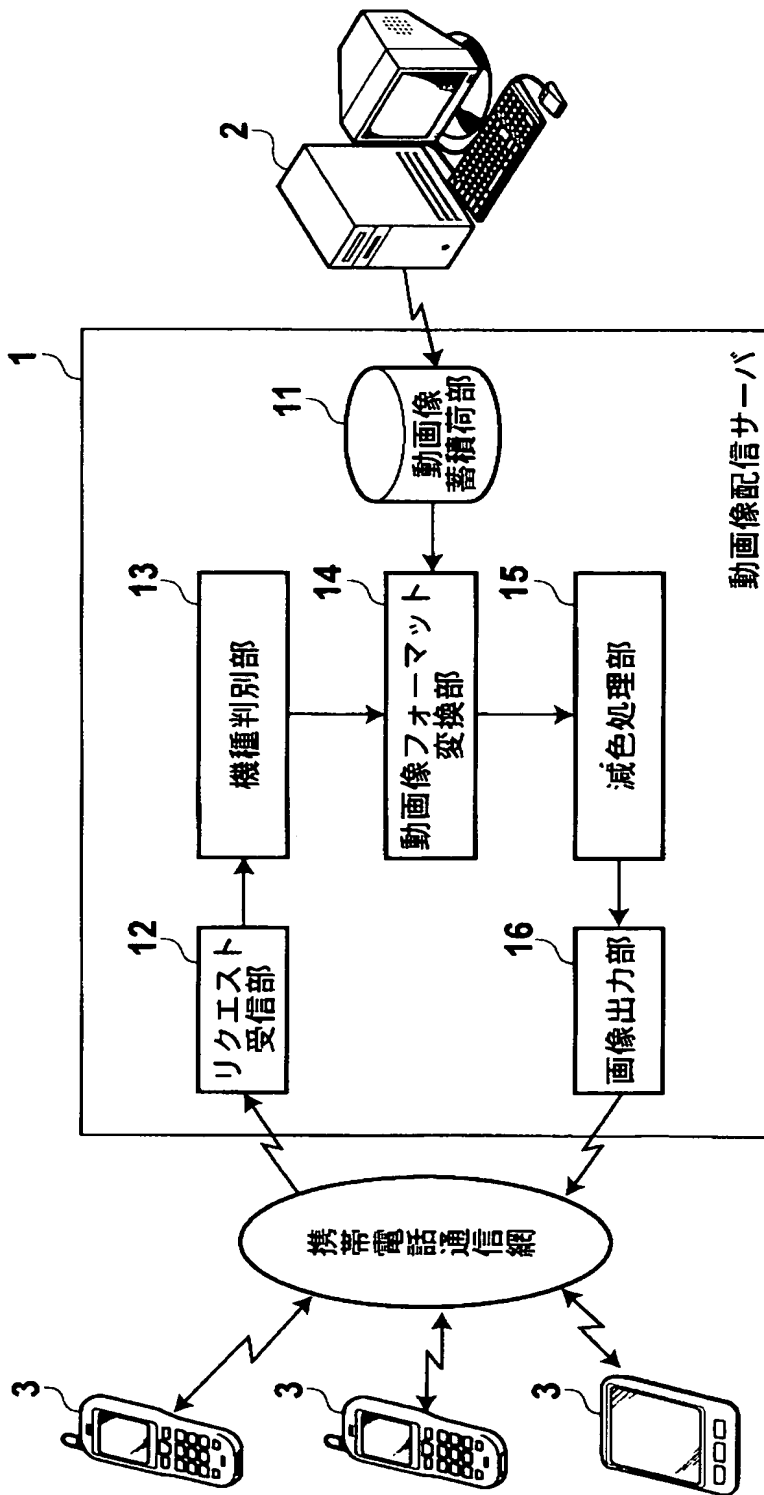 1
2
11
動画像
蓄積荷部
12
リクエスト
受信部
13
機種判別部
14
動画像フォーマット
変換部
15
減色処理部
16
画像出力部
動画像配信サーバ
携帯電話通信網
3
3
3